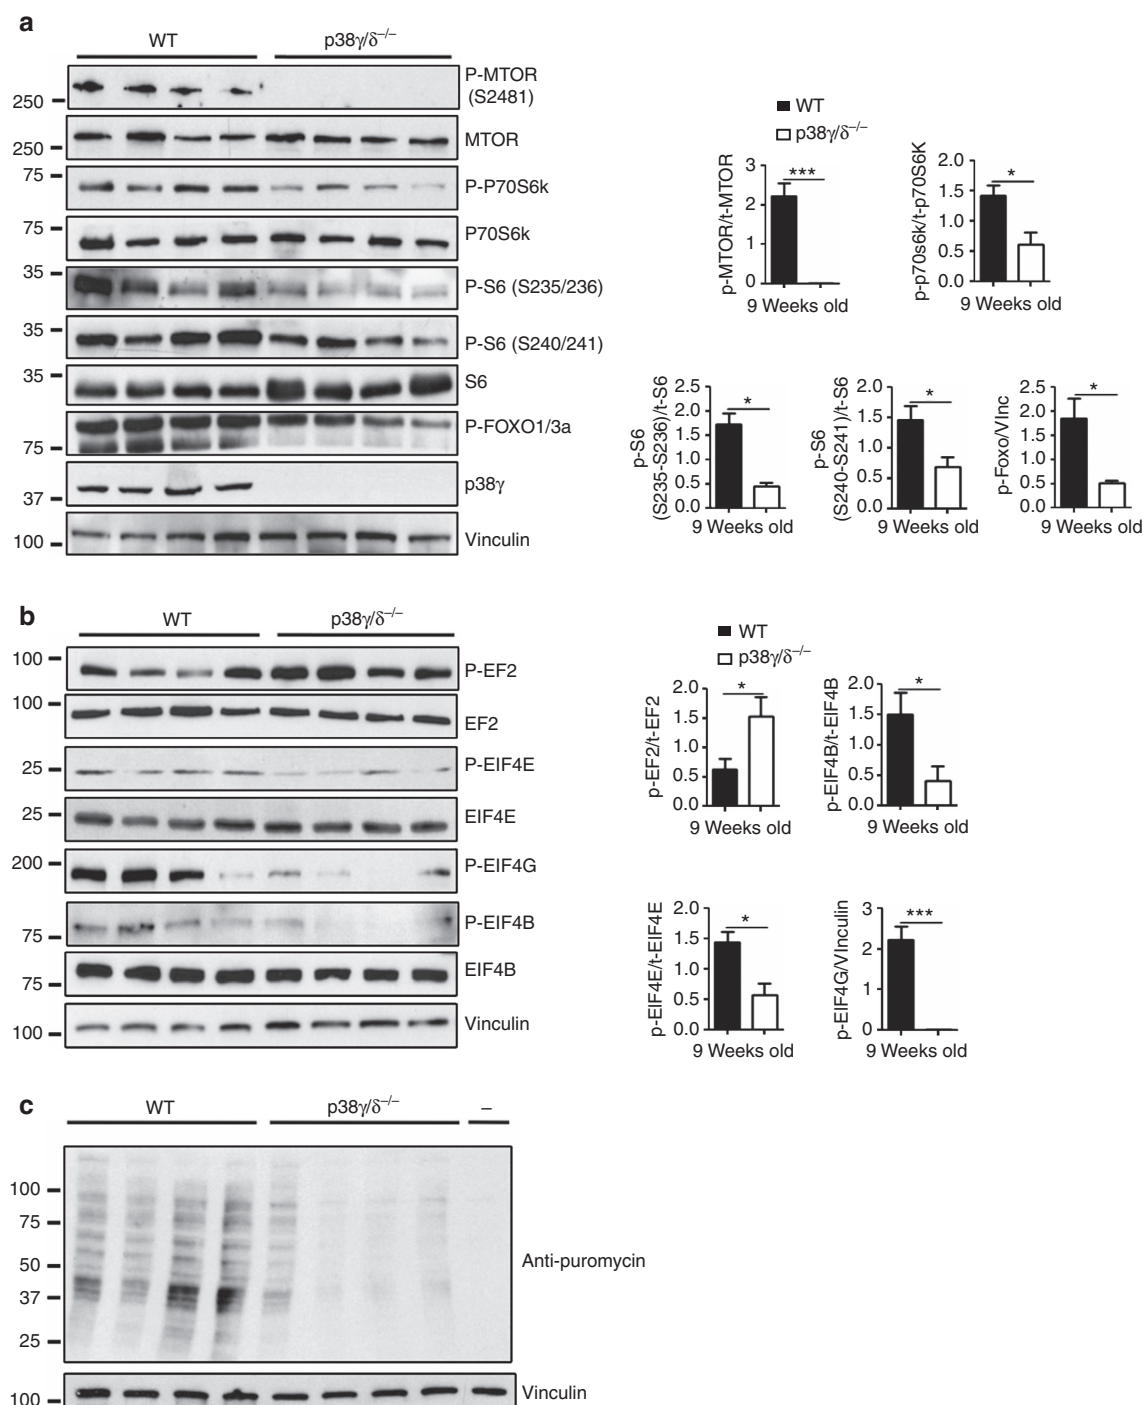 a
WT p38γ/δ−/−
P-MTOR
(S2481)
250
MTOR
250
75
P-P70S6k
75
P70S6k
35
P-S6 (S235/236)
35
P-S6 (S240/241)
35
S6
P-FOXO1/3a
75
p38γ
37
100
Vinculin
WT
p38γ/δ−/−
p-MTOR/t-MTOR
3
2
1
0
***
9 Weeks old
p-p70s6k/t-p70S6K
2.0
1.5
1.0
0.5
0.0
*
9 Weeks old
p-S6
(S235-S236)/t-S6
2.5
2.0
1.5
1.0
0.5
0.0
*
9 Weeks old
p-S6
(S240-S241)/t-S6
2.0
1.5
1.0
0.5
0.0
*
9 Weeks old
p-Foxo/VInc
2.5
2.0
1.5
1.0
0.5
0.0
*
9 Weeks old
b
WT p38γ/δ−/−
100
P-EF2
100
EF2
25
P-EIF4E
25
EIF4E
200
P-EIF4G
P-EIF4B
75
EIF4B
75
Vinculin
100
WT
p38γ/δ−/−
p-EF2/t-EF2
2.0
1.5
1.0
0.5
0.0
*
9 Weeks old
p-EIF4B/t-EIF4B
2.0
1.5
1.0
0.5
0.0
*
9 Weeks old
p-EIF4E/t-EIF4E
2.0
1.5
1.0
0.5
0.0
*
9 Weeks old
p-EIF4G/VInculin
3
2
1
0
***
9 Weeks old
c
WT p38γ/δ−/− –
100
75
50
37
25
Anti-puromycin
Vinculin
100